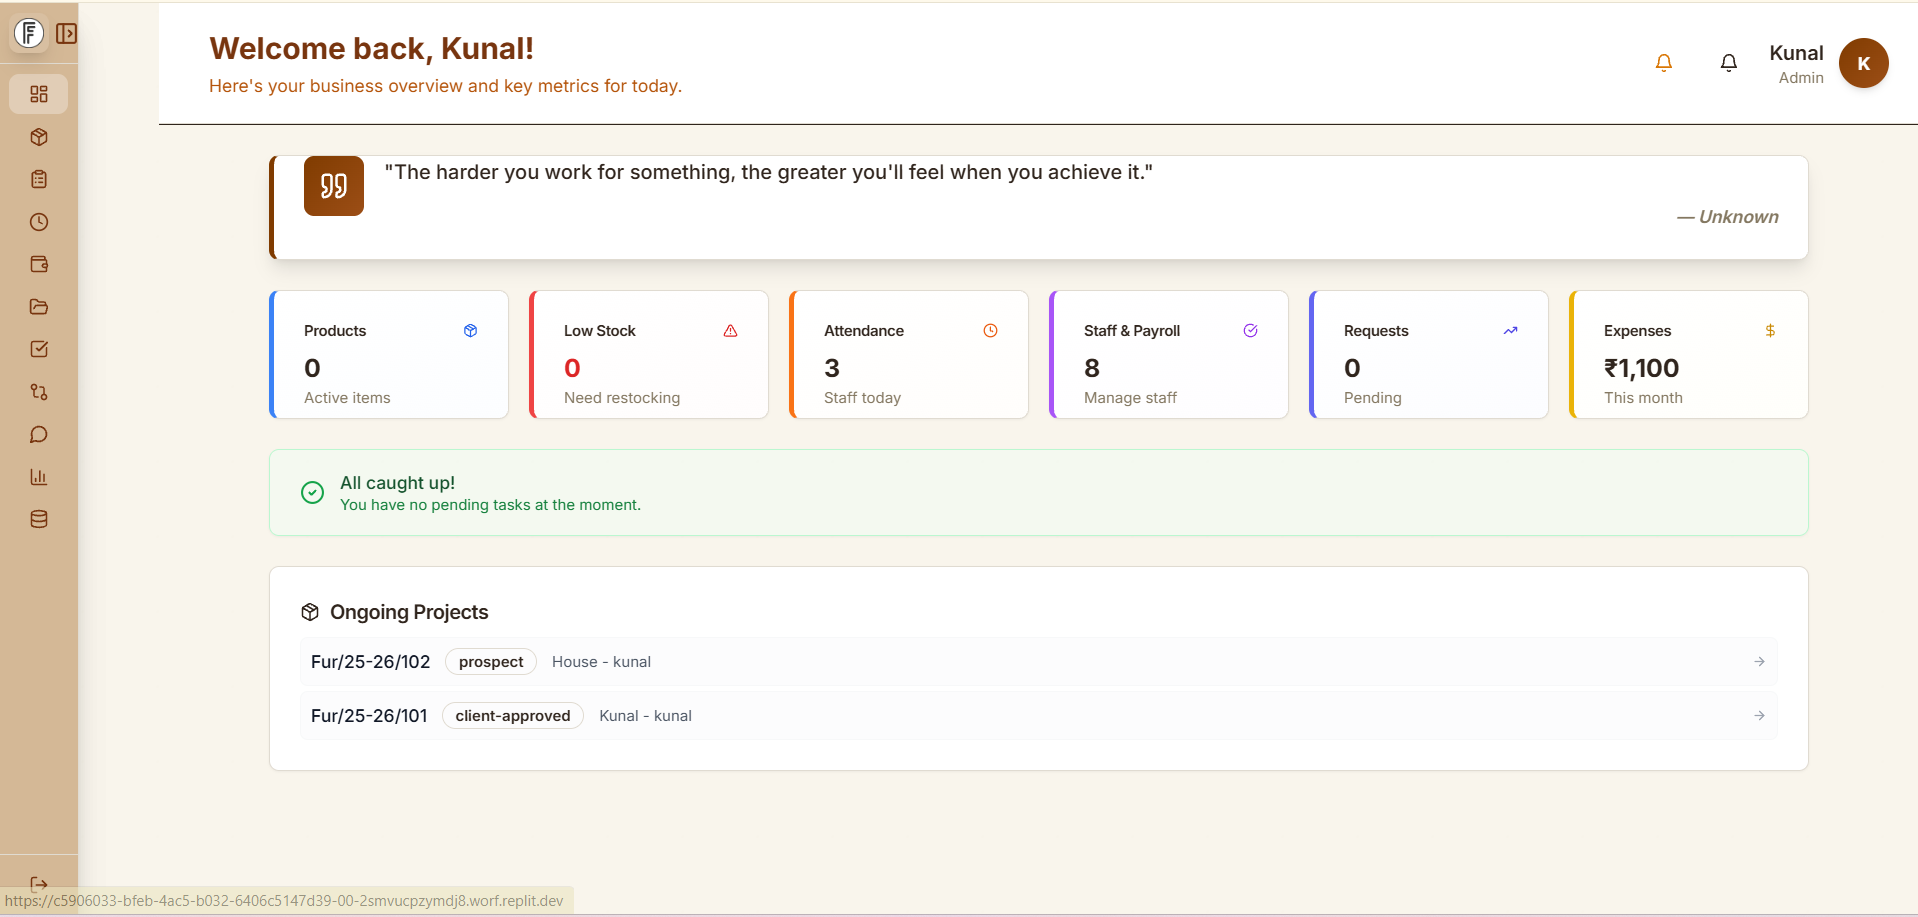 Welcome back, Kunal!
Here's your business overview and key metrics for today.
Kunal
Admin
K
"The harder you work for something, the greater you'll feel when you achieve it."
— Unknown
Products
0
Active items
Low Stock
0
Need restocking
Attendance
3
Staff today
Staff & Payroll
8
Manage staff
Requests
0
Pending
Expenses
₹1,100
This month
All caught up!
You have no pending tasks at the moment.
Ongoing Projects
Fur/25-26/102 prospect House - kunal
Fur/25-26/101 client-approved Kunal - kunal
https://c5906033-bfeb-4ac5-b032-6406c5147d39-00-2smvucpzymdj8.worf.replit.dev